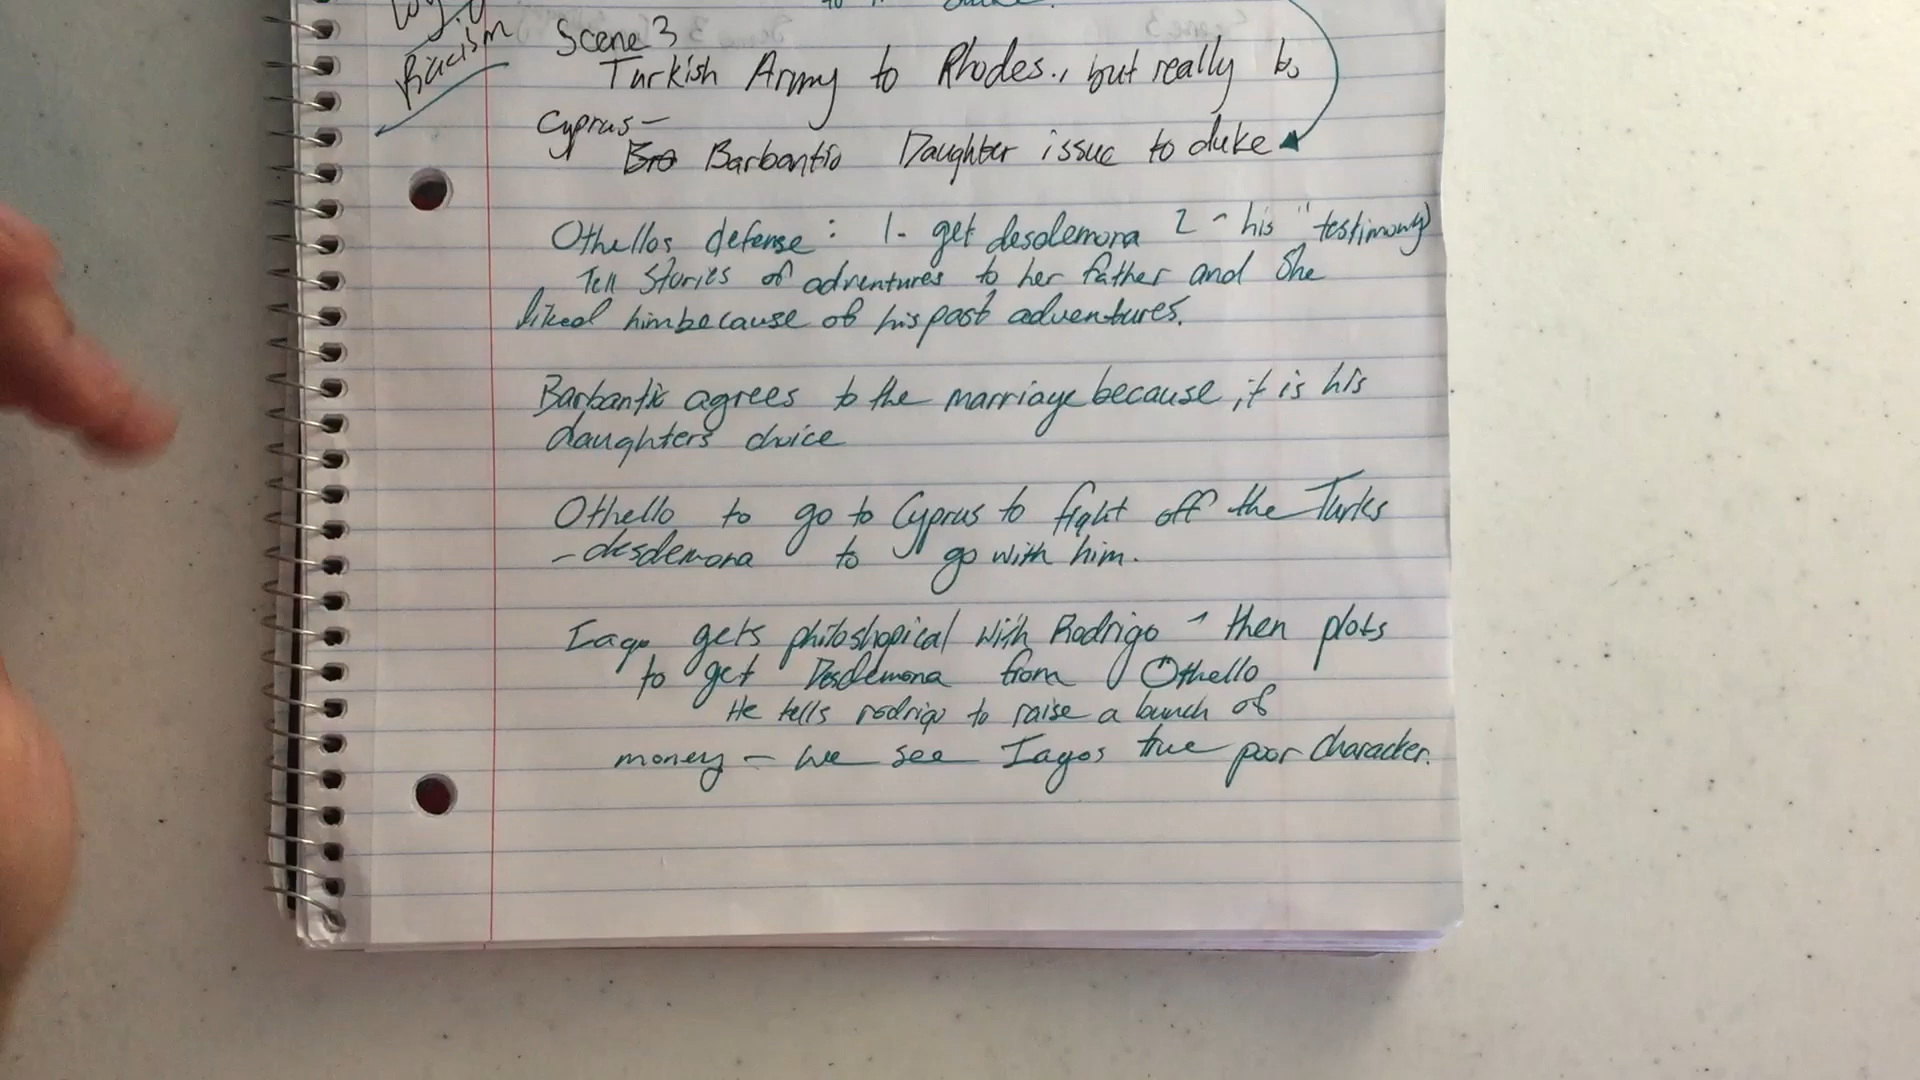 Racism
Scene 3
Turkish Army to Rhodes., but really to
Cyprus -
Bro Barbantio Daughter issue to duke
Othellos defense : 1- get desdemona 2 - his "testimony)
Tell Stories of adventures to her father and She
liked him because of his past adventures.
Barbantio agrees to the marriage because it is his
daughters choice
Othello to go to Cyprus to fight off the Turks
- desdemona to go with him.
Iago gets philoshopical with Rodrigo - then plots
to get Desdemona from Othello
He tells rodrigo to raise a bunch of
money - we see Iagos true poor Character.